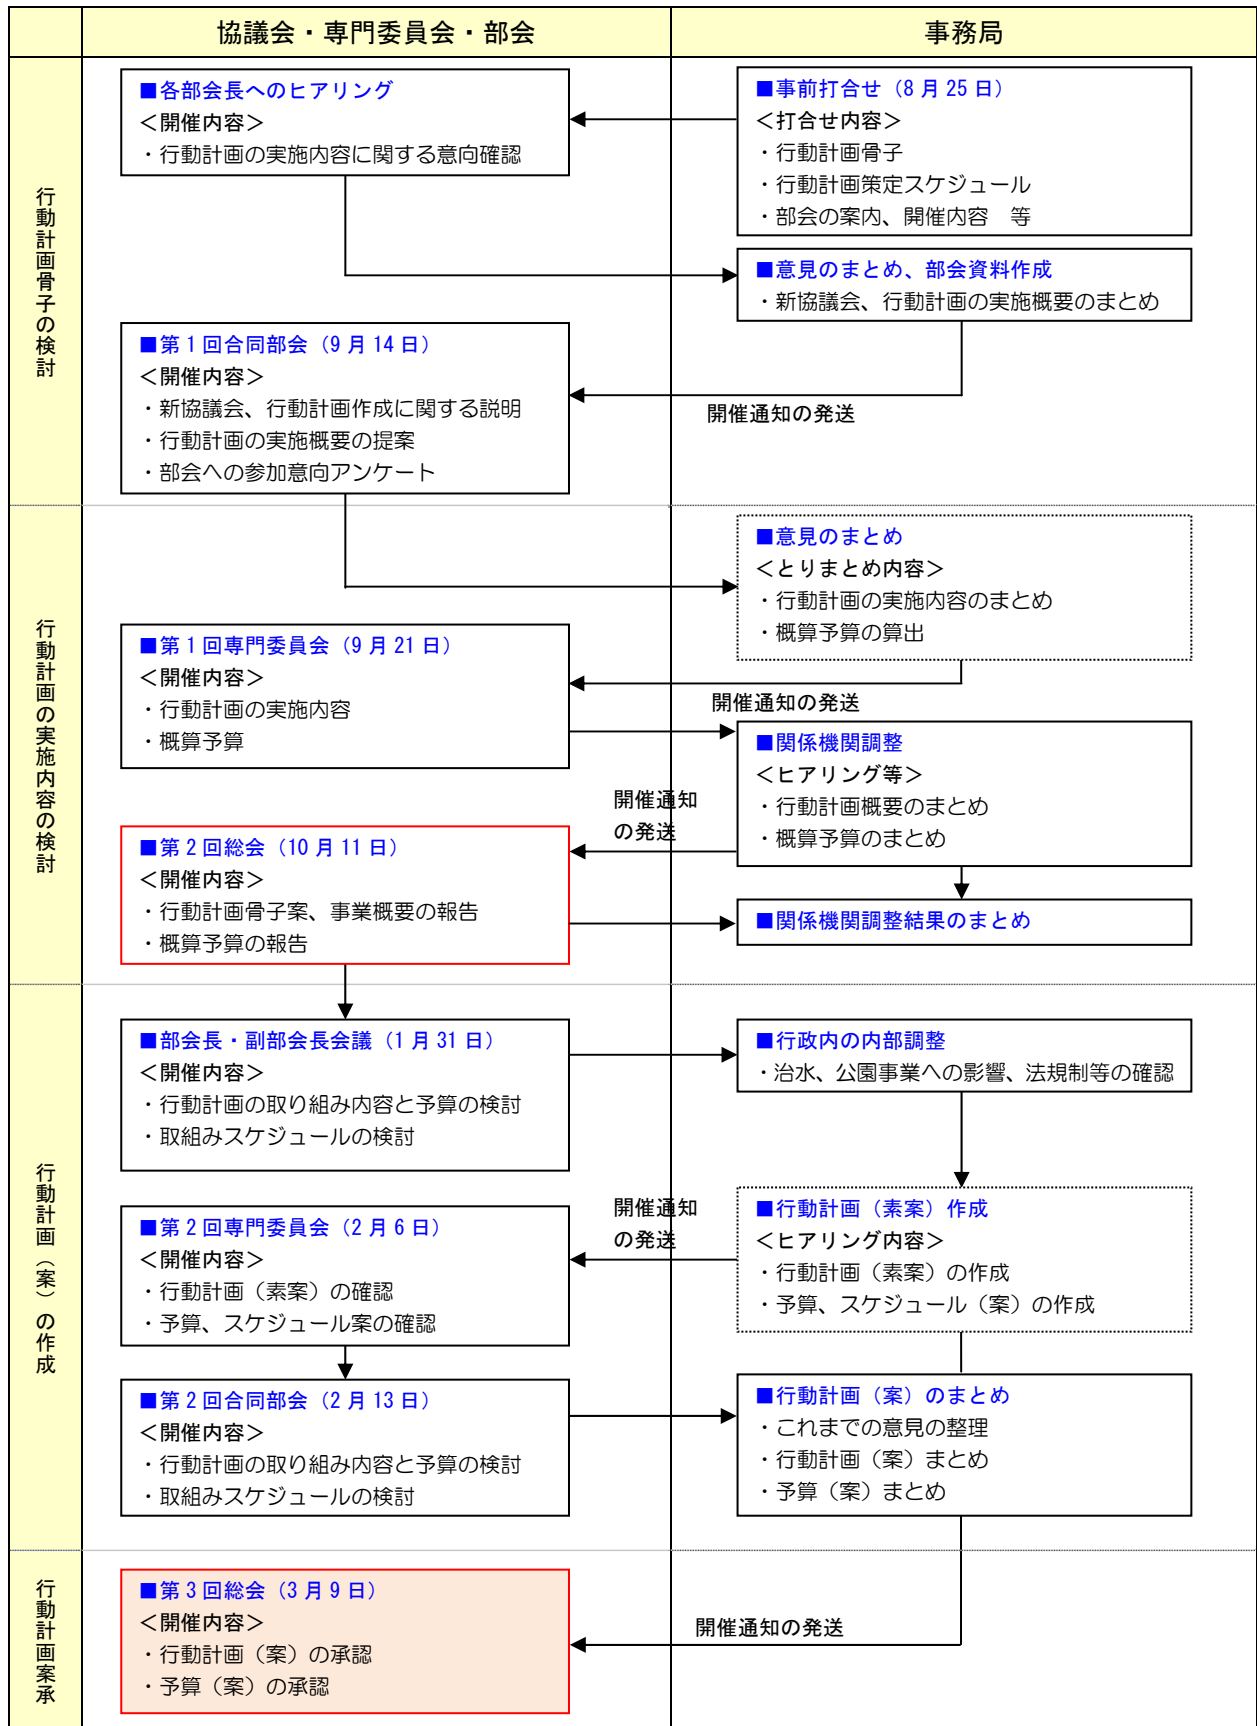 協議会・専門委員会・部会
事務局
行動計画骨子の検討
■各部会長へのヒアリング
＜開催内容＞
・行動計画の実施内容に関する意向確認
■事前打合せ（8月25日）
＜打合せ内容＞
・行動計画骨子
・行動計画策定スケジュール
・部会の案内、開催内容　等
■意見のまとめ、部会資料作成
・新協議会、行動計画の実施概要のまとめ
■第1回合同部会（9月14日）
＜開催内容＞
・新協議会、行動計画作成に関する説明
・行動計画の実施概要の提案
・部会への参加意向アンケート
開催通知の発送
行動計画の実施内容の検討
■意見のまとめ
＜とりまとめ内容＞
・行動計画の実施内容のまとめ
・概算予算の算出
■第1回専門委員会（9月21日）
＜開催内容＞
・行動計画の実施内容
・概算予算
開催通知の発送
■関係機関調整
＜ヒアリング等＞
・行動計画概要のまとめ
・概算予算のまとめ
開催通知
の発送
■第2回総会（10月11日）
＜開催内容＞
・行動計画骨子案、事業概要の報告
・概算予算の報告
■関係機関調整結果のまとめ
行動計画（案）の作成
■部会長・副部会長会議（1月31日）
＜開催内容＞
・行動計画の取り組み内容と予算の検討
・取組みスケジュールの検討
■行政内の内部調整
・治水、公園事業への影響、法規制等の確認
開催通知
の発送
■行動計画（素案）作成
＜ヒアリング内容＞
・行動計画（素案）の作成
・予算、スケジュール（案）の作成
■第2回専門委員会（2月6日）
＜開催内容＞
・行動計画（素案）の確認
・予算、スケジュール案の確認
■第2回合同部会（2月13日）
＜開催内容＞
・行動計画の取り組み内容と予算の検討
・取組みスケジュールの検討
■行動計画（案）のまとめ
・これまでの意見の整理
・行動計画（案）まとめ
・予算（案）まとめ
行動計画案承
■第3回総会（3月9日）
＜開催内容＞
・行動計画（案）の承認
・予算（案）の承認
開催通知の発送